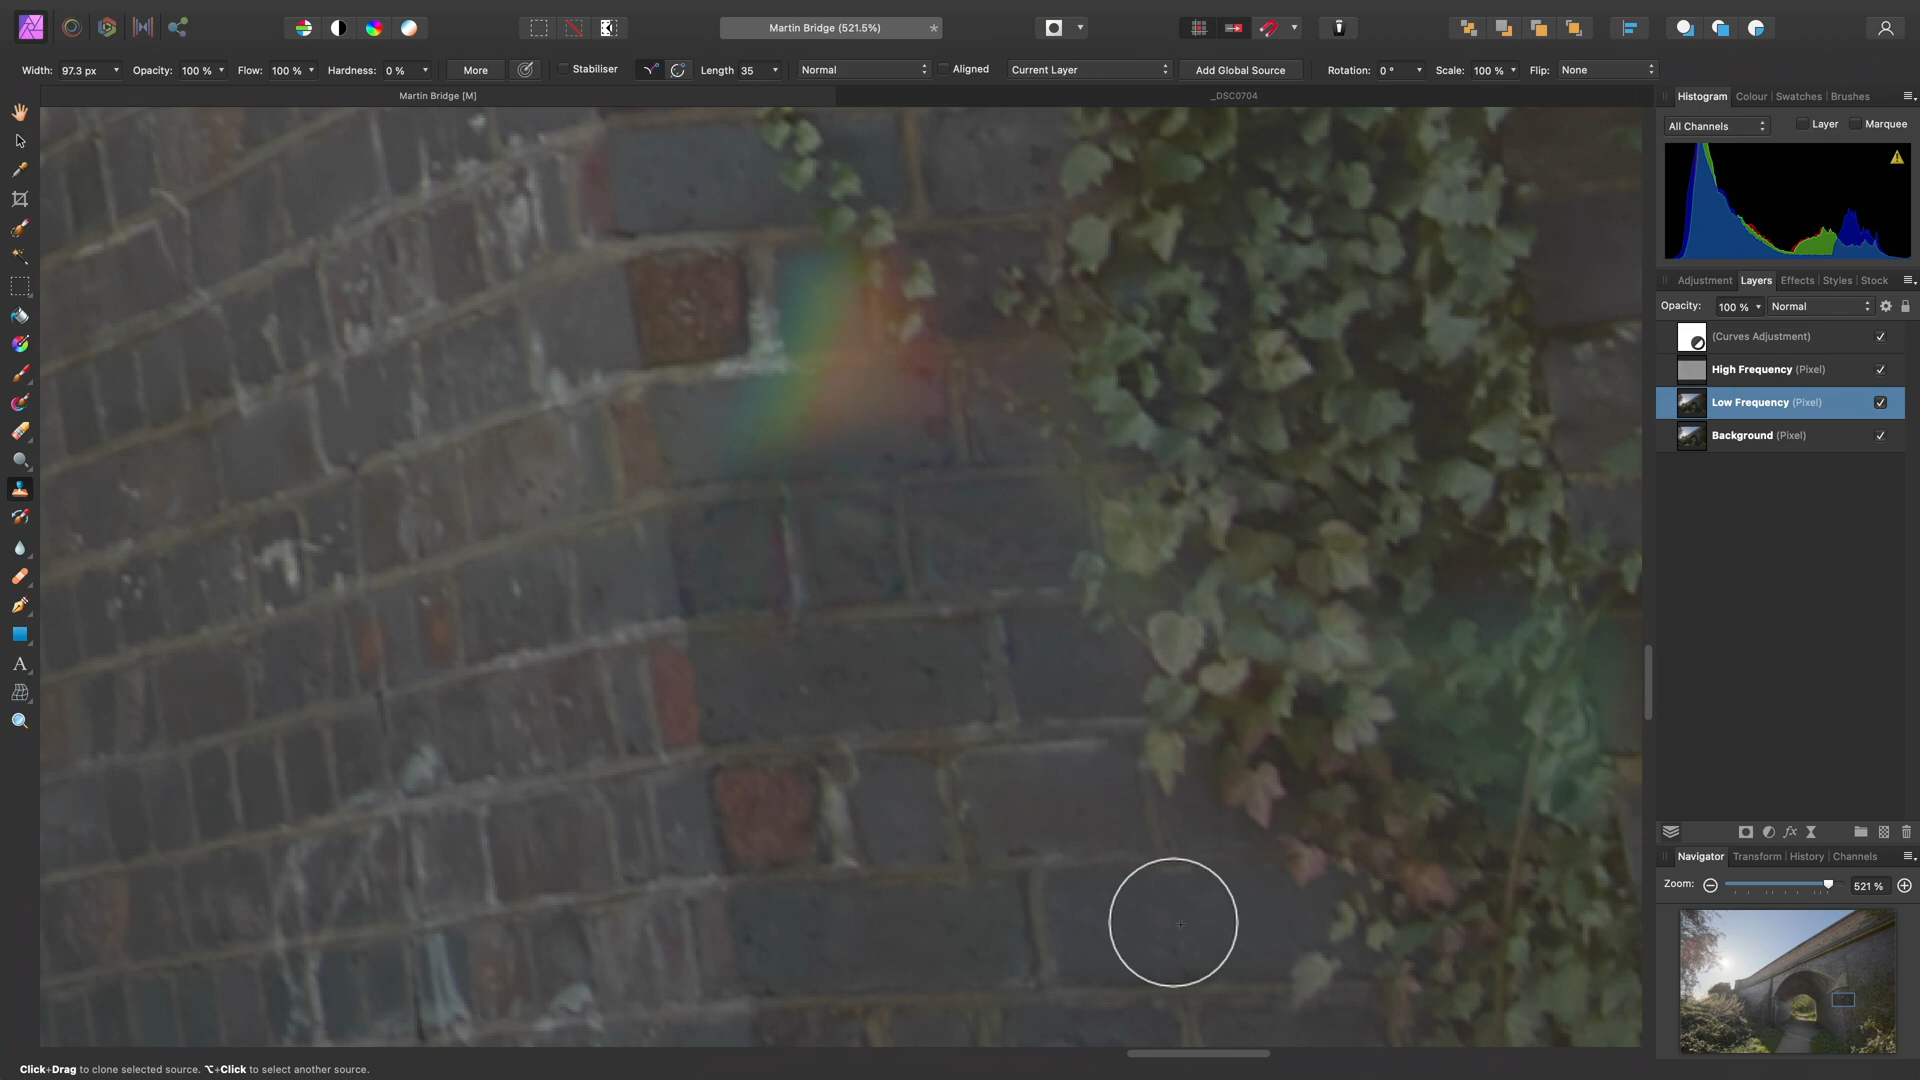 Martin Bridge (521.5%)
Width: 97.3 px Opacity: 100 % Flow: 100 % Hardness: 0 % More Stabiliser Length 35 Normal Aligned Current Layer Add Global Source Rotation: 0 ° Scale: 100 % Flip: None
Martin Bridge [M] _DSC0704
Histogram Colour Swatches Brushes
All Channels Layer Marquee
Adjustment Layers Effects Styles Stock
Opacity: 100 % Normal
(Curves Adjustment)
High Frequency (Pixel)
Low Frequency (Pixel)
Background (Pixel)
Navigator Transform History Channels
Zoom: 521 %
Click+Drag to clone selected source. ⌥+Click to select another source.